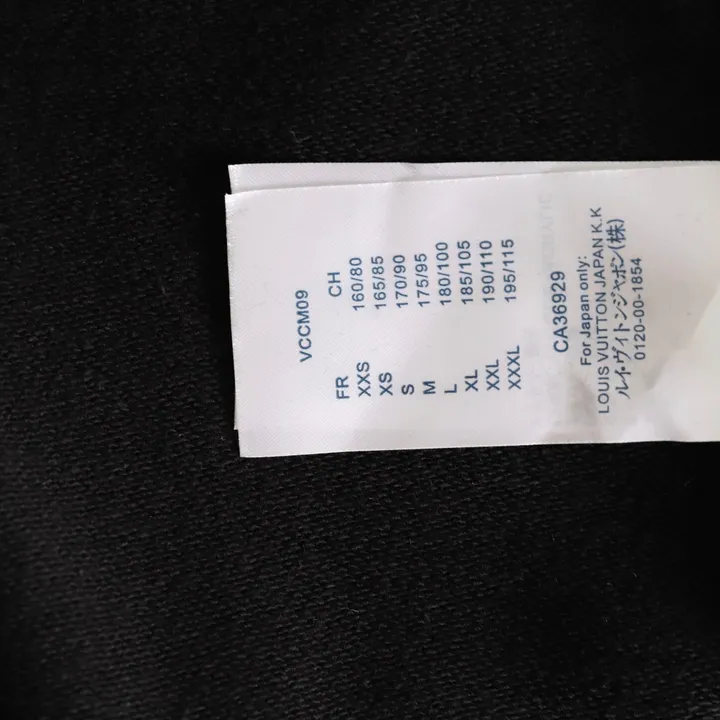 VCCM09
FR CH
XXS 160/80
XS 165/85
S 170/90
M 175/95
L 180/100
XL 185/105
XXL 190/110
XXXL 195/115
CA36929
For Japan only:
LOUIS VUITTON JAPAN K.K
ルイ・ヴィトンジャポン(株)
0120-00-1854